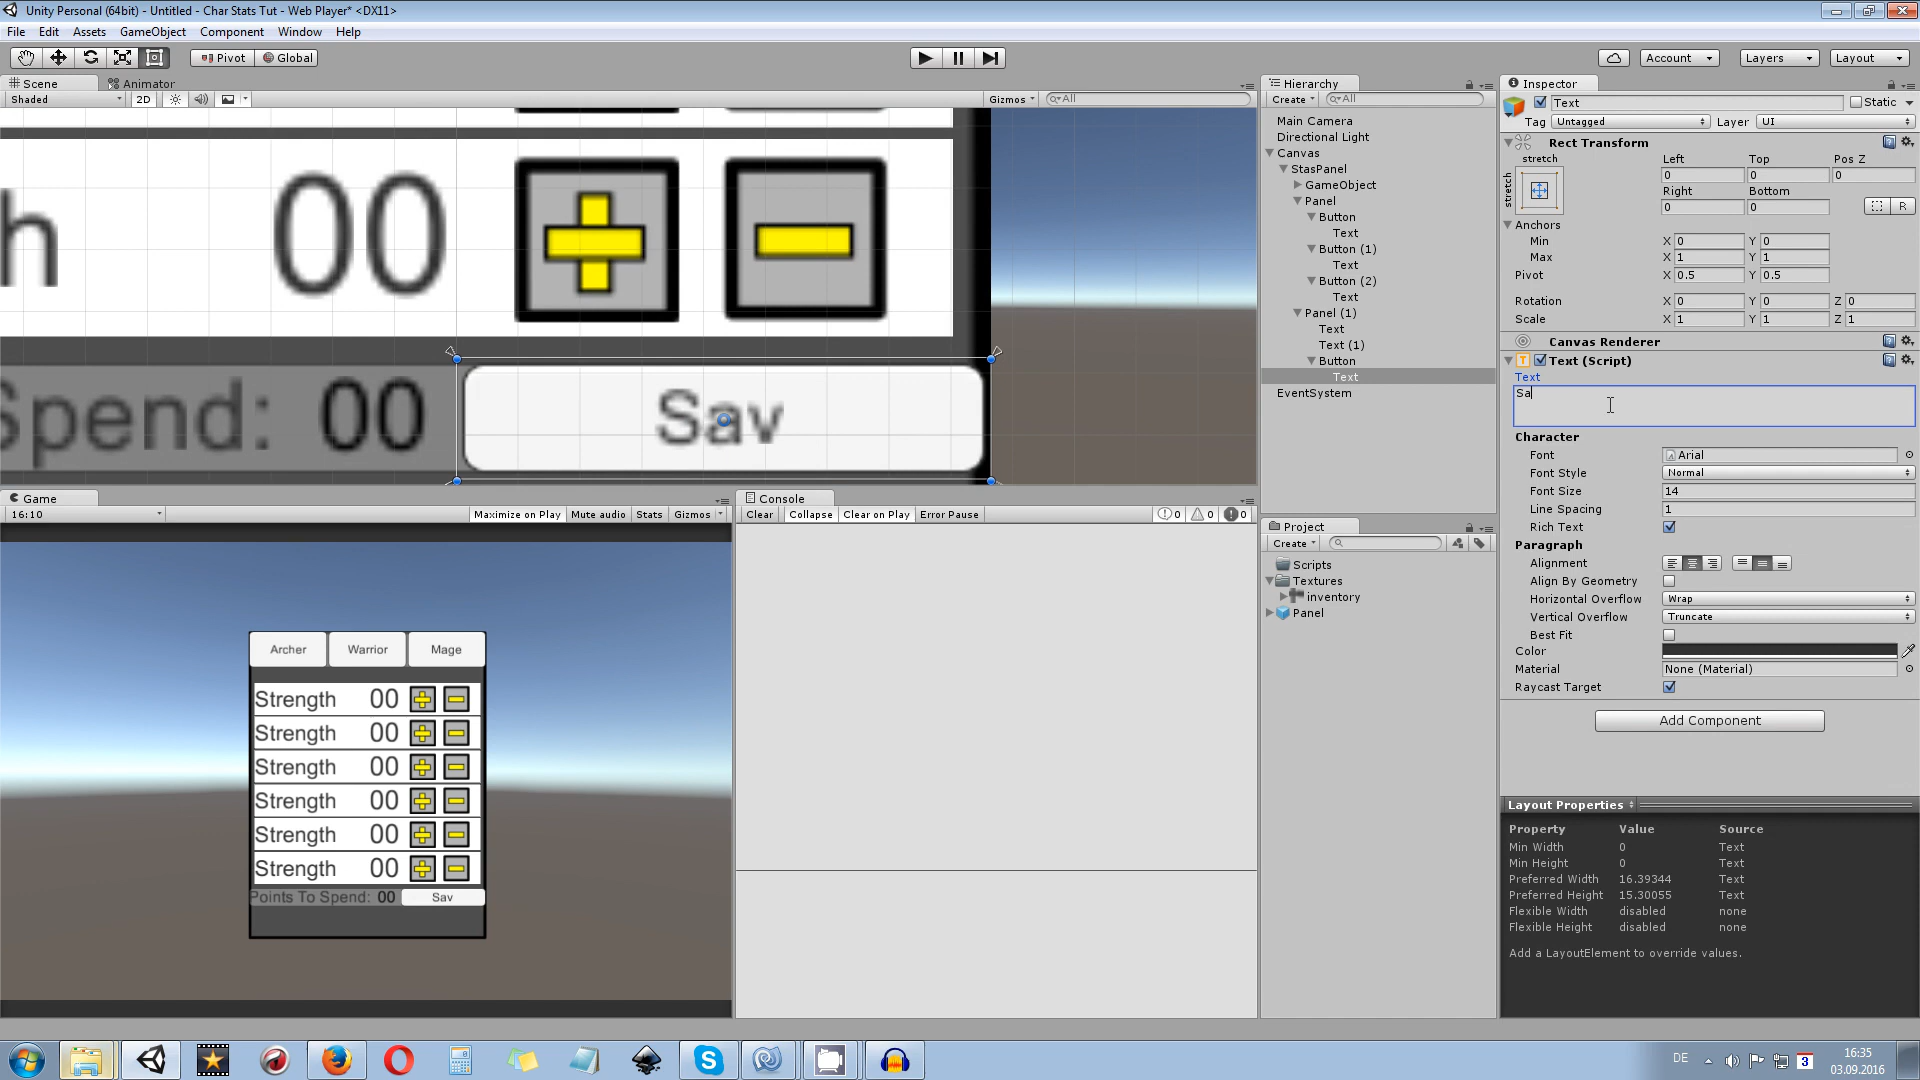 Unity Personal (64bit) - Untitled - Char Stats Tut - Web Player* <DX11>
File Edit Assets GameObject Component Window Help
Pivot Global Account Layers Layout
Scene Animator
Shaded 2D Gizmos All
h 00
Spend: 00 Sav
Game
16:10 Maximize on Play Mute audio Stats Gizmos
Archer Warrior Mage
Strength 00
Strength 00
Strength 00
Strength 00
Strength 00
Strength 00
Points To Spend: 00 Sav
Console
Clear Collapse Clear on Play Error Pause 0 0 0
Hierarchy
Create All
Main Camera
Directional Light
Canvas
StasPanel
GameObject
Panel
Button
Text
Button (1)
Text
Button (2)
Text
Panel (1)
Text
Text (1)
Button
Text
EventSystem
Project
Create
Scripts
Textures
inventory
Panel
Inspector
Text Static
Tag Untagged Layer UI
Rect Transform
stretch Left Top Pos Z
stretch 0 0 0
Right Bottom
0 0 R
Anchors
Min X 0 Y 0
Max X 1 Y 1
Pivot X 0.5 Y 0.5
Rotation X 0 Y 0 Z 0
Scale X 1 Y 1 Z 1
Canvas Renderer
Text (Script)
Text
Sa
Character
Font Arial
Font Style Normal
Font Size 14
Line Spacing 1
Rich Text
Paragraph
Alignment
Align By Geometry
Horizontal Overflow Wrap
Vertical Overflow Truncate
Best Fit
Color
Material None (Material)
Raycast Target
Add Component
Layout Properties
Property Value Source
Min Width 0 Text
Min Height 0 Text
Preferred Width 16.39344 Text
Preferred Height 15.30055 Text
Flexible Width disabled none
Flexible Height disabled none
Add a LayoutElement to override values.
DE 3 16:35
03.09.2016